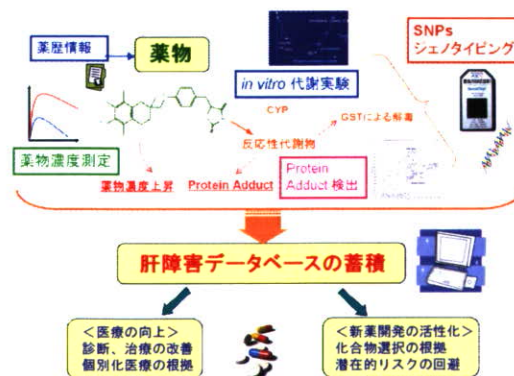 薬歴情報
薬物
SNPs
シェノタイピング
in vitro 代謝実験
CYP
GSTによる解毒
反応性代謝物
薬物濃度測定
薬物濃度上昇
Protein Adduct
Protein
Adduct 検出
肝障害データベースの蓄積
＜医療の向上＞
診断、治療の改善
個別化医療の根拠
＜新薬開発の活性化＞
化合物選択の根拠
潜在的リスクの回避